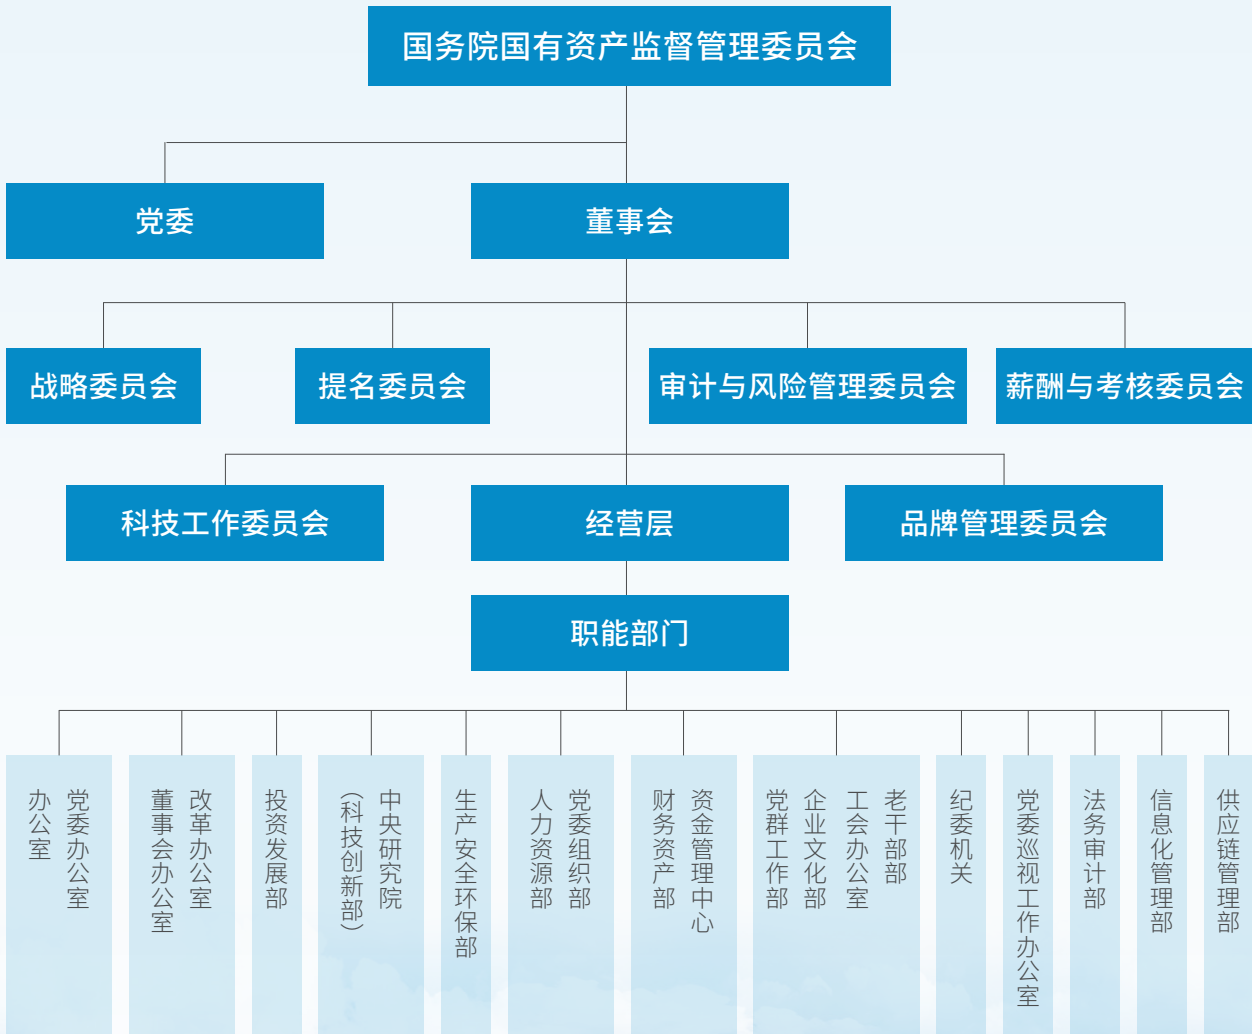 国务院国有资产监督管理委员会
党委
董事会
战略委员会
提名委员会
审计与风险管理委员会
薪酬与考核委员会
科技工作委员会
经营层
品牌管理委员会
职能部门
办公室
党委办公室
董事会办公室
改革办公室
投资发展部
（科技创新部）
中央研究院
生产安全环保部
人力资源部
党委组织部
财务资产部
资金管理中心
党群工作部
企业文化部
工会办公室
老干部部
纪委机关
党委巡视工作办公室
法务审计部
信息化管理部
供应链管理部